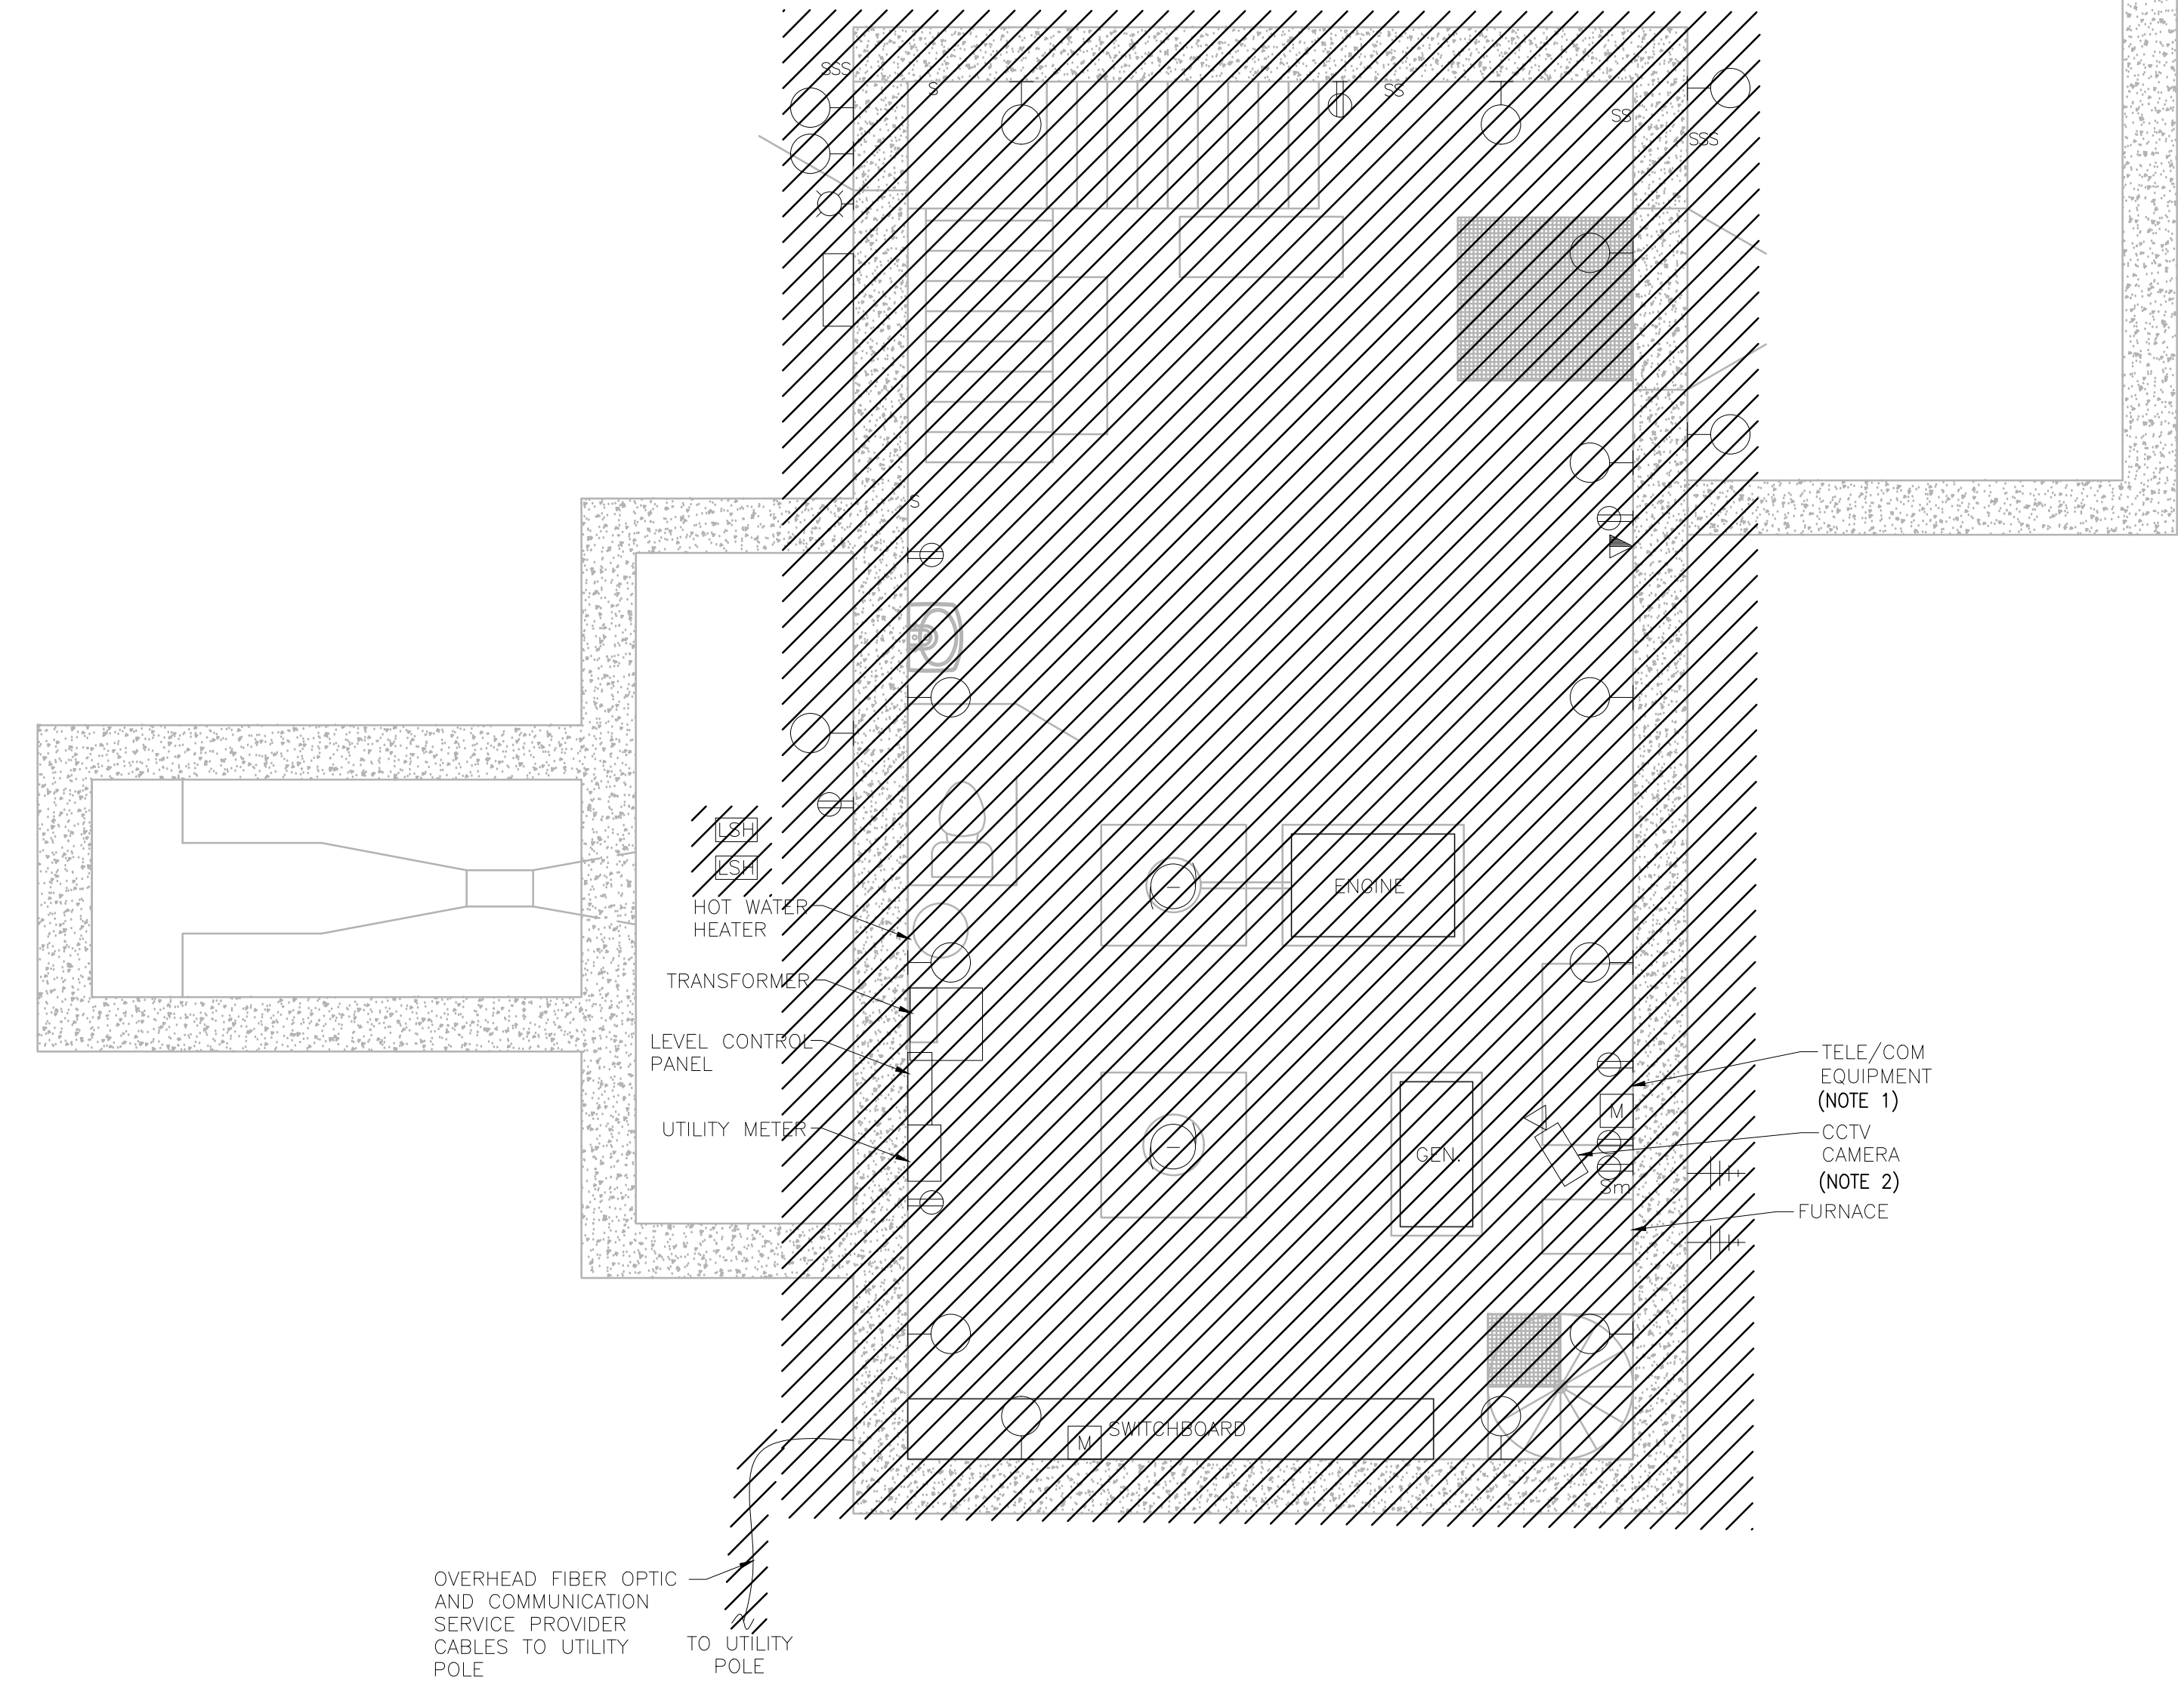 SSS
S
SS
SS
SSS
S
LSH
LSH
HOT WATER
HEATER
ENGINE
TRANSFORMER
LEVEL CONTROL
PANEL
UTILITY METER
TELE/COM
EQUIPMENT
(NOTE 1)
M
CCTV
CAMERA
(NOTE 2)
GEN.
Sm
FURNACE
SWITCHBOARD
M
OVERHEAD FIBER OPTIC
AND COMMUNICATION
SERVICE PROVIDER
CABLES TO UTILITY
POLE
TO UTILITY
POLE